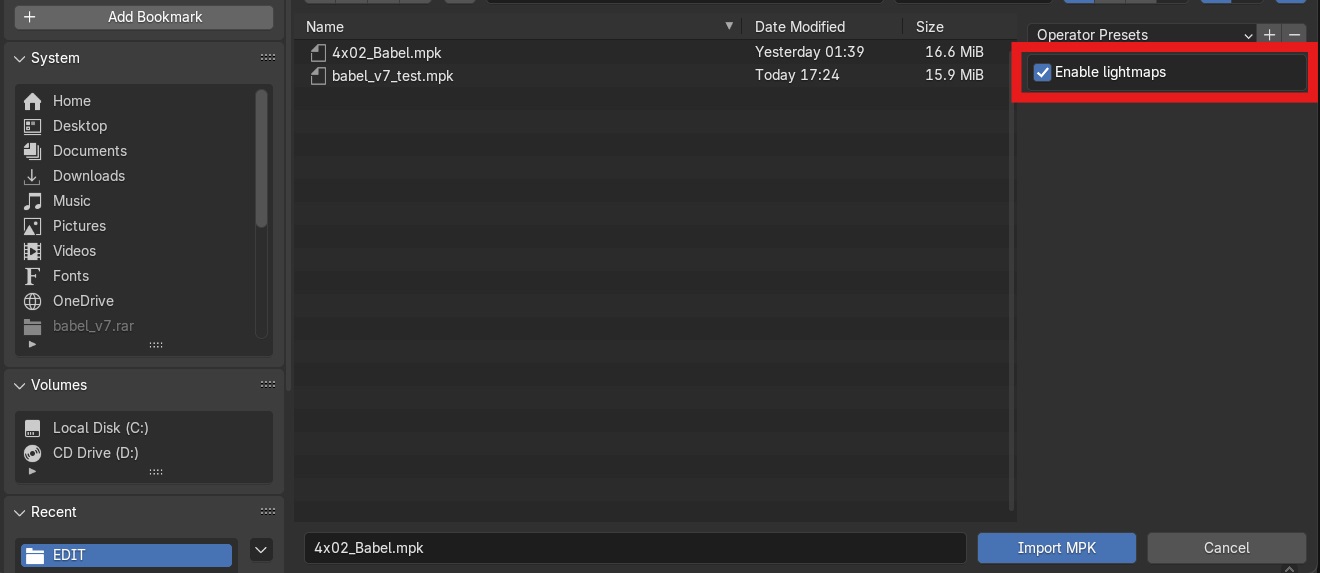 Add Bookmark
System
Home
Desktop
Documents
Downloads
Music
Pictures
Videos
Fonts
OneDrive
babel_v7.rar
Volumes
Local Disk (C:)
CD Drive (D:)
Recent
EDIT
Name Date Modified Size
4x02_Babel.mpk Yesterday 01:39 16.6 MiB
babel_v7_test.mpk Today 17:24 15.9 MiB
4x02_Babel.mpk
Import MPK
Cancel
Operator Presets
Enable lightmaps